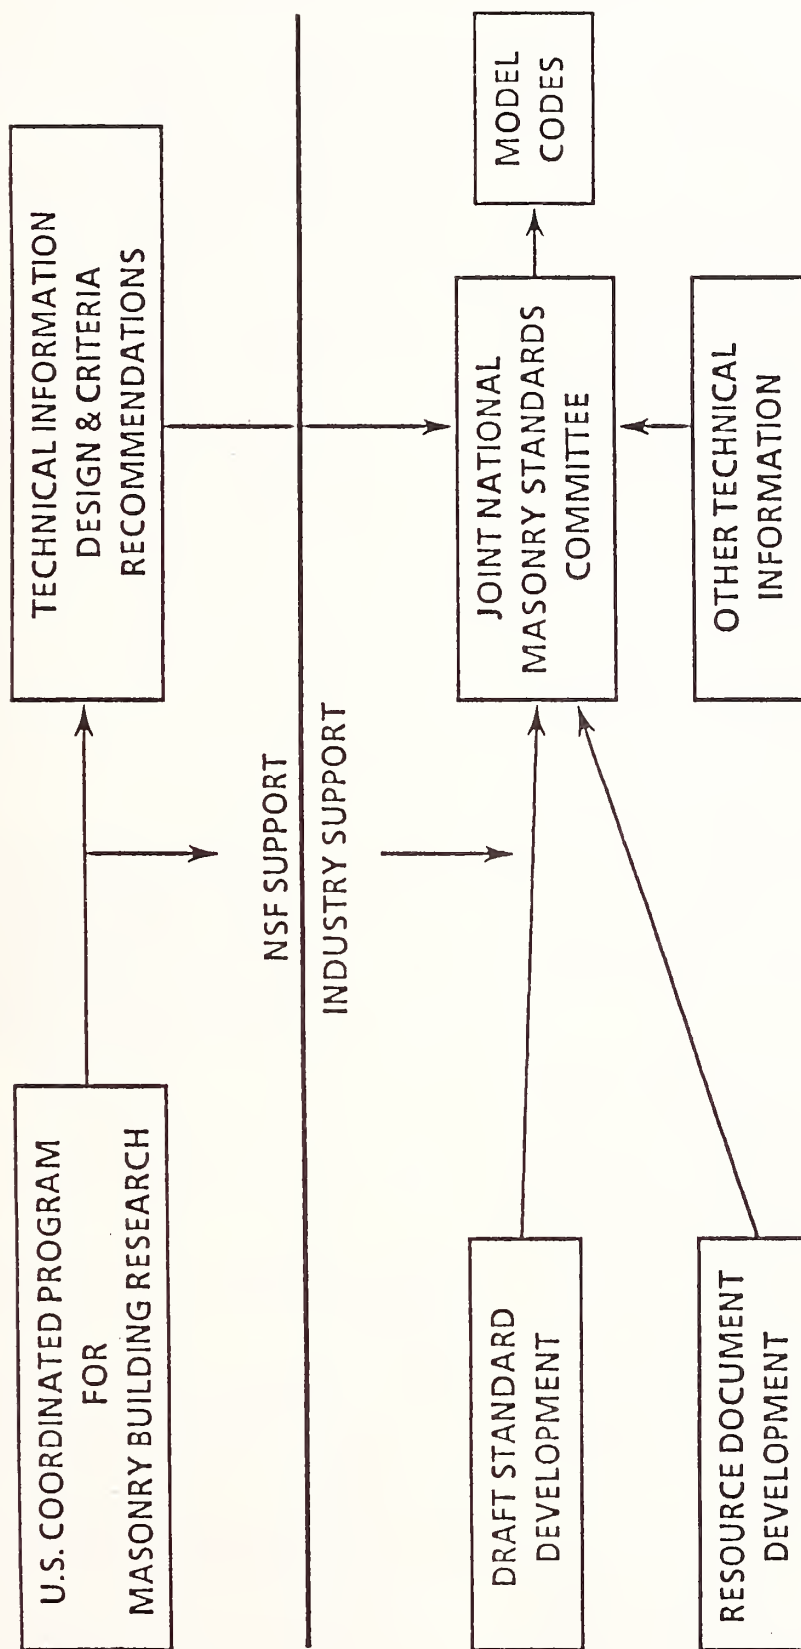 U.S. COORDINATED PROGRAM
FOR
MASONRY BUILDING RESEARCH
TECHNICAL INFORMATION
DESIGN & CRITERIA
RECOMMENDATIONS
NSF SUPPORT
INDUSTRY SUPPORT
DRAFT STANDARD
DEVELOPMENT
JOINT NATIONAL
MASONRY STANDARDS
COMMITTEE
MODEL
CODES
RESOURCE DOCUMENT
DEVELOPMENT
OTHER TECHNICAL
INFORMATION